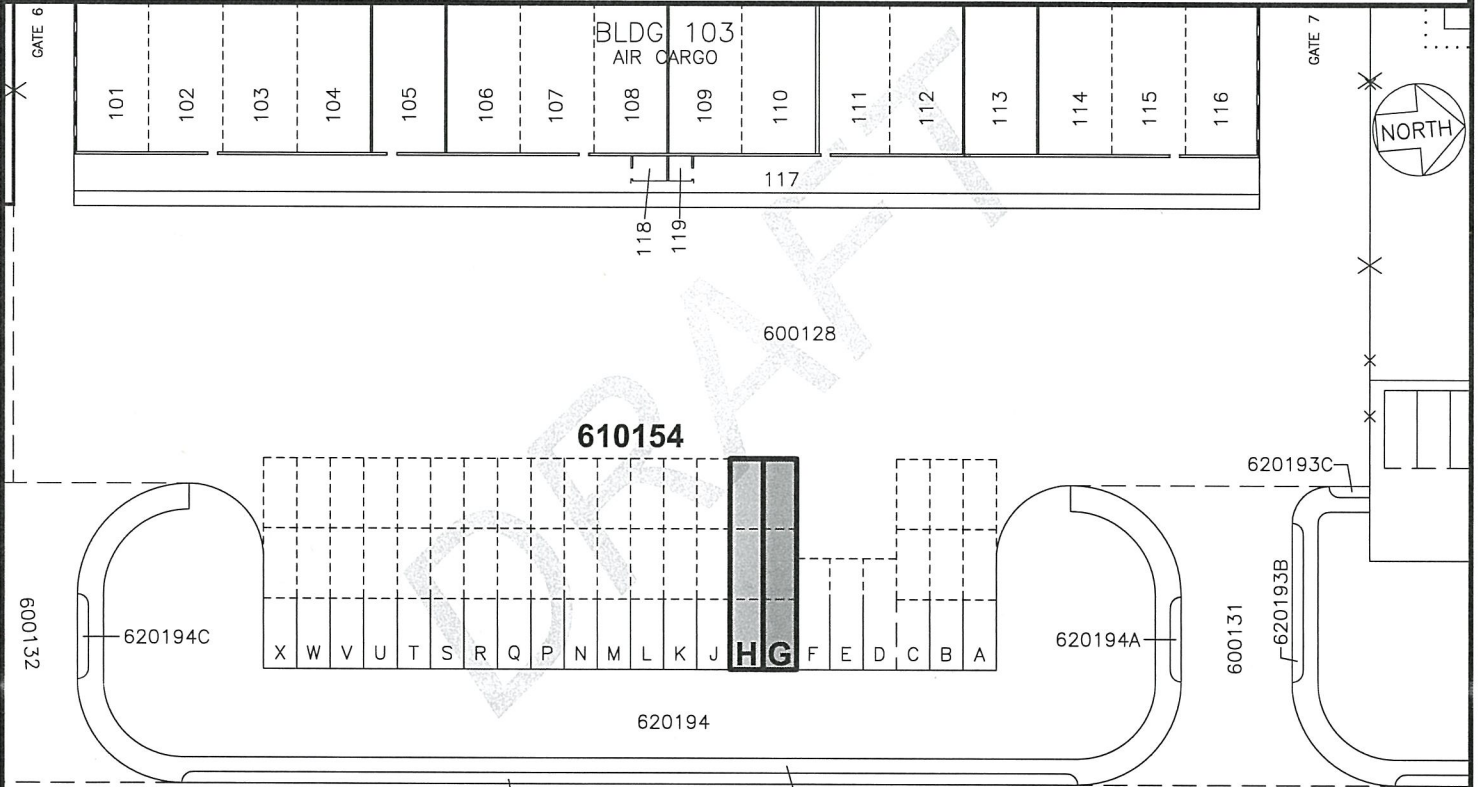 GATE 6
BLDG 103
AIR CARGO
GATE 7
101 102 103 104 105 106 107 108 109 110 111 112 113 114 115 116
NORTH
117
118 119
600128
DRAFT
610154
620193C
600132
620194C
X W V U T S R Q P N M L K J H G F E D C B A
620194A
600131
620193B
620194